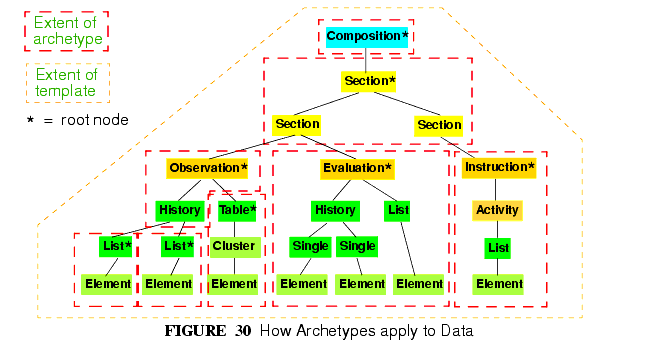 Extent of
archetype
Extent of
template
* = root node
Composition*
Section*
Section Section
Observation* Evaluation* Instruction*
History Table* History List Activity
List* List* Cluster Single Single List
Element Element Element Element Element Element Element
FIGURE 30 How Archetypes apply to Data